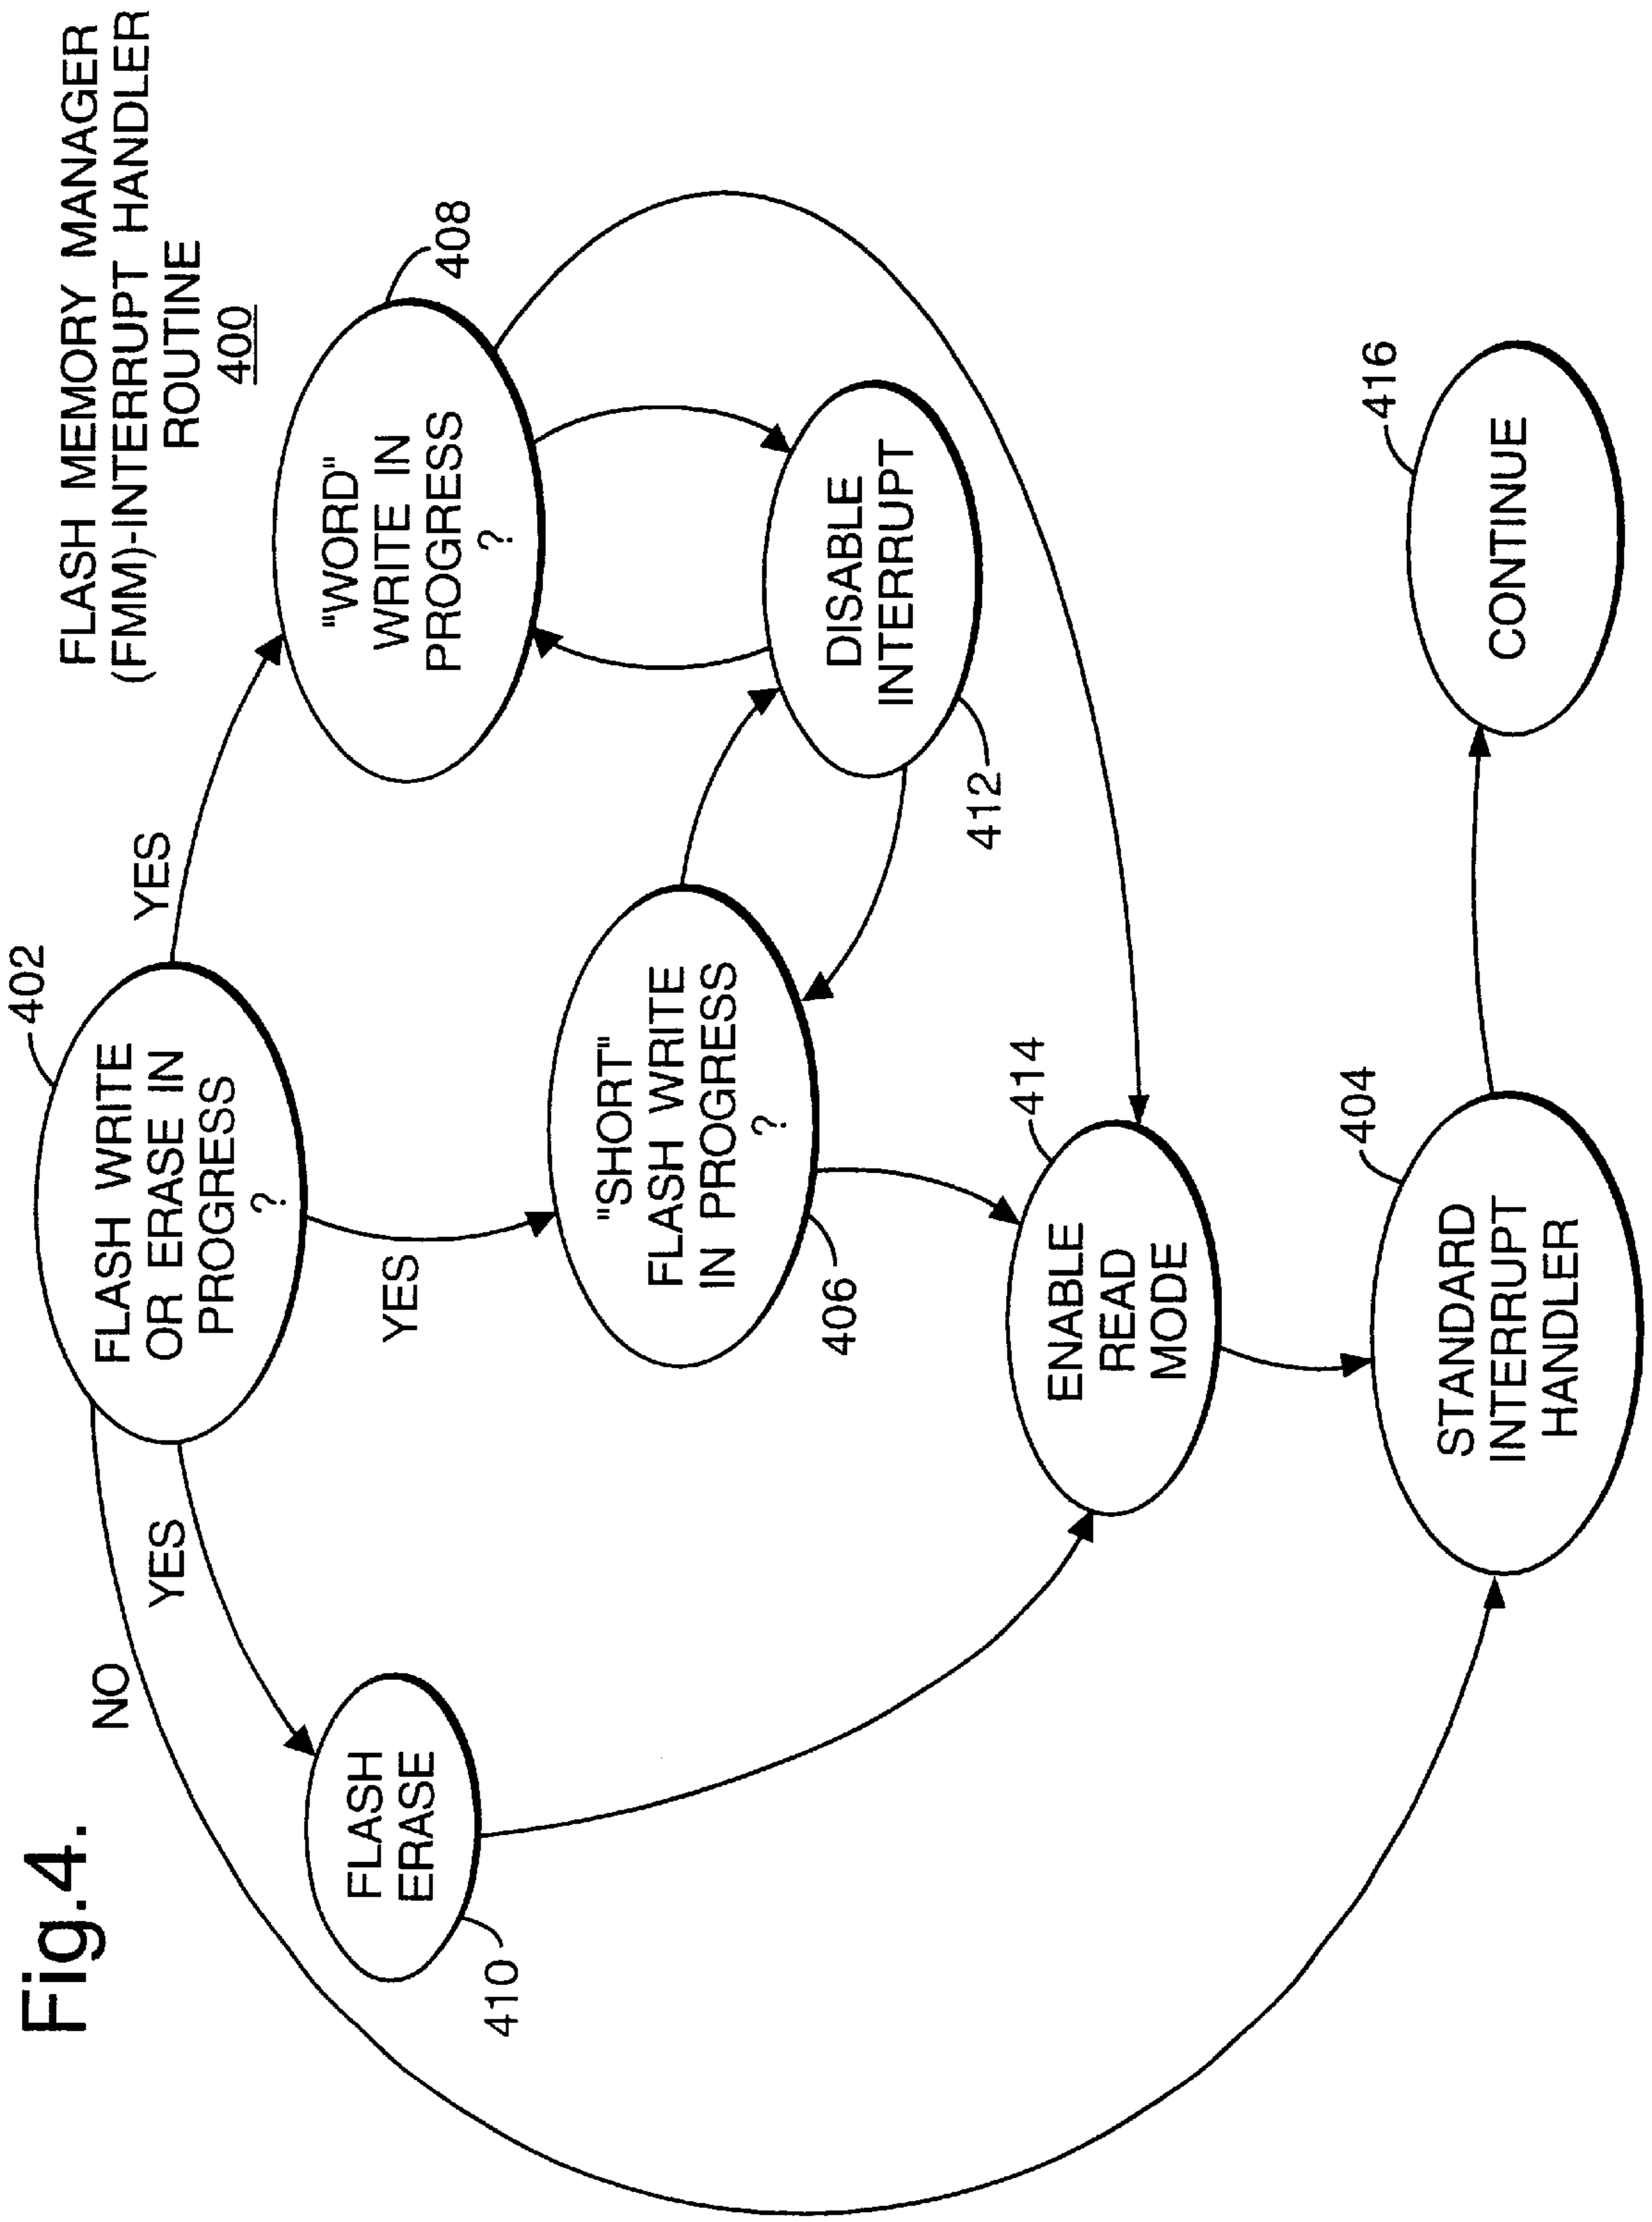 Fig.4.
FLASH MEMORY MANAGER
(FMM)-INTERRUPT HANDLER
ROUTINE
400
402
FLASH WRITE
OR ERASE IN
PROGRESS
?
NO
YES
YES
YES
FLASH
ERASE
410
"SHORT"
FLASH WRITE
IN PROGRESS
?
406
"WORD"
WRITE IN
PROGRESS
?
408
DISABLE
INTERRUPT
412
ENABLE
READ
MODE
414
STANDARD
INTERRUPT
HANDLER
404
CONTINUE
416